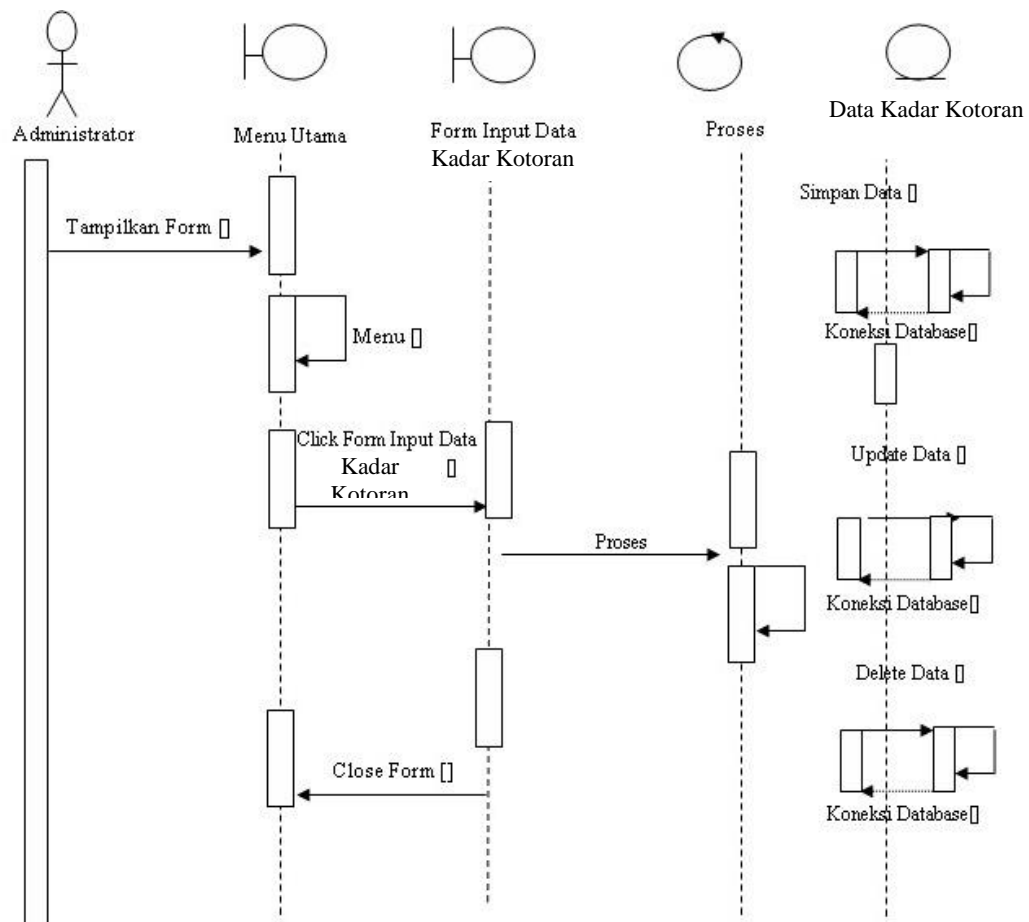 Administrator
Menu Utama
Form Input Data
Kadar Kotoran
Proses
Data Kadar Kotoran
Simpan Data []
Tampilkan Form []
Koneksi Database[]
Menu []
Click Form Input Data
Kadar []
Kotoran
Update Data []
Proses
Koneksi Database[]
Delete Data []
Close Form []
Koneksi Database[]